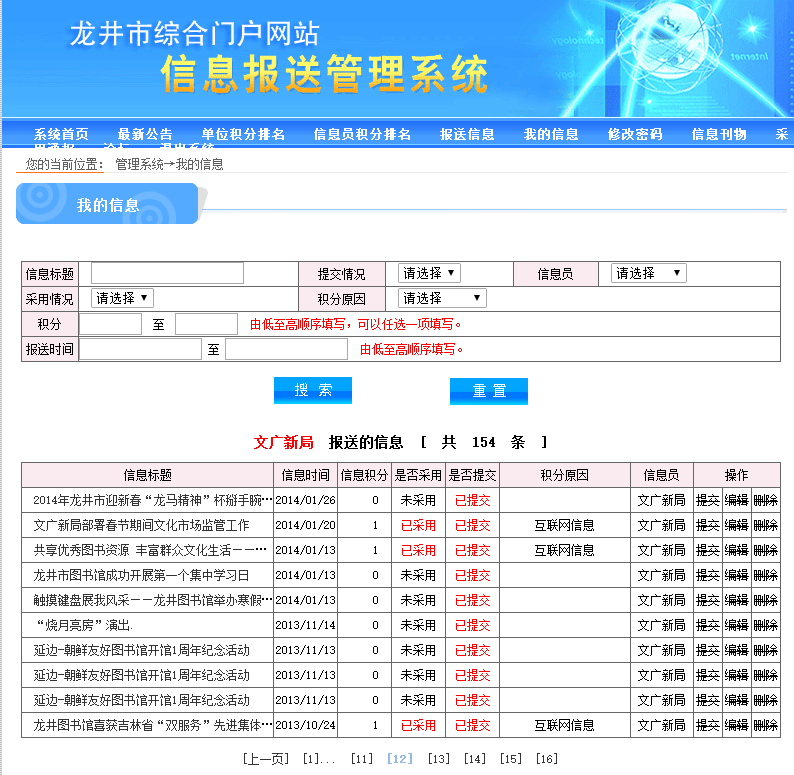 龙井市综合门户网站
信息报送管理系统
technology
Internet
系统首页 最新公告 单位积分排名 信息员积分排名 报送信息 我的信息 修改密码 信息刊物 采
用通报 论坛 退出系统
您的当前位置： 管理系统→我的信息
我的信息
信息标题 提交情况 请选择 信息员 请选择
采用情况 请选择 积分原因 请选择
积分 至 由低至高顺序填写，可以任选一项填写。
报送时间 至 由低至高顺序填写。
搜 索 重 置
文广新局 报送的信息 [ 共 154 条 ]
信息标题 信息时间 信息积分 是否采用 是否提交 积分原因 信息员 操作
2014年龙井市迎新春“龙马精神”杯掰手腕… 2014/01/26 0 未采用 已提交 文广新局 提交 编辑 删除
文广新局部署春节期间文化市场监管工作 2014/01/20 1 已采用 已提交 互联网信息 文广新局 提交 编辑 删除
共享优秀图书资源 丰富群众文化生活——… 2014/01/13 1 已采用 已提交 互联网信息 文广新局 提交 编辑 删除
龙井市图书馆成功开展第一个集中学习日 2014/01/13 0 未采用 已提交 文广新局 提交 编辑 删除
触摸键盘展我风采——龙井图书馆举办寒假… 2014/01/13 0 未采用 已提交 文广新局 提交 编辑 删除
“烧月亮房”演出. 2013/11/14 0 未采用 已提交 文广新局 提交 编辑 删除
延边-朝鲜友好图书馆开馆1周年纪念活动 2013/11/13 0 未采用 已提交 文广新局 提交 编辑 删除
延边-朝鲜友好图书馆开馆1周年纪念活动 2013/11/13 0 未采用 已提交 文广新局 提交 编辑 删除
延边-朝鲜友好图书馆开馆1周年纪念活动 2013/11/13 0 未采用 已提交 文广新局 提交 编辑 删除
龙井图书馆喜获吉林省“双服务”先进集体… 2013/10/24 1 已采用 已提交 互联网信息 文广新局 提交 编辑 删除
[上一页] [1]... [11] [12] [13] [14] [15] [16]